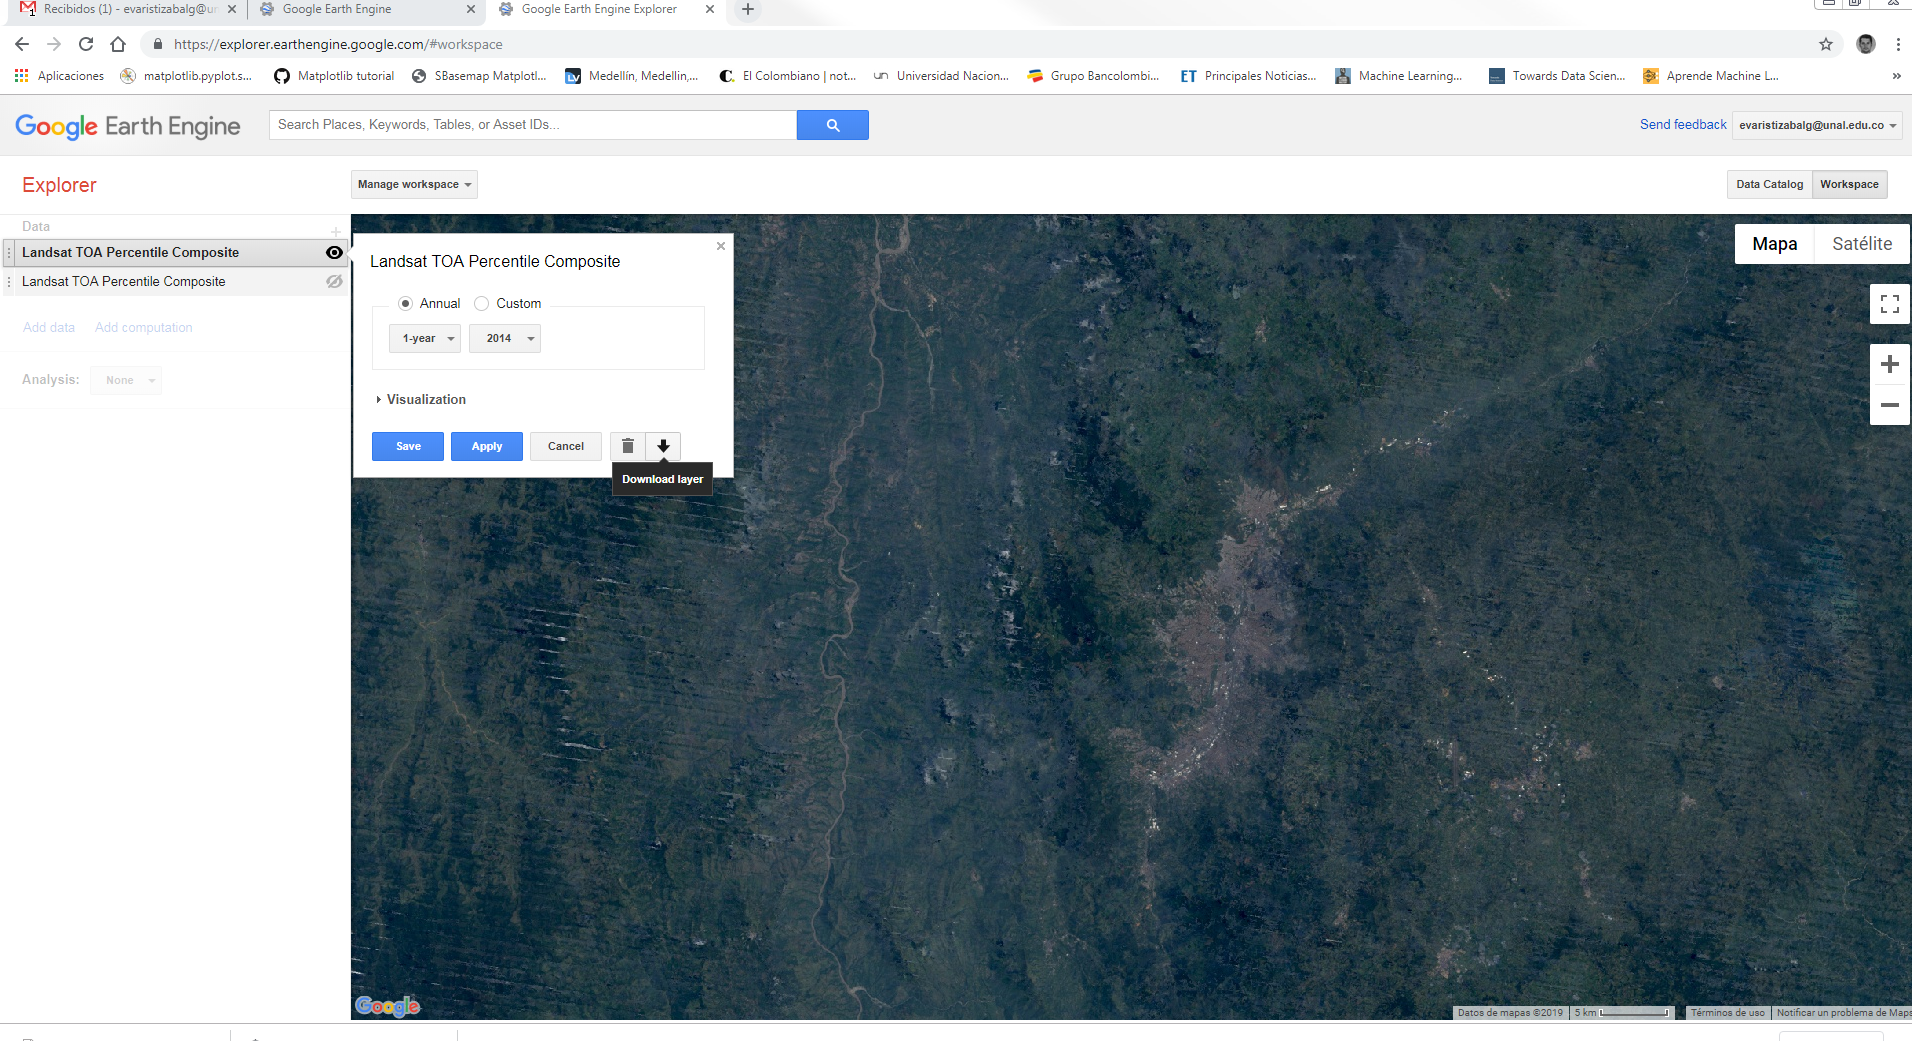 Recibidos (1) - evaristizabalg@un
Google Earth Engine
Google Earth Engine Explorer
https://explorer.earthengine.google.com/#workspace
Aplicaciones
matplotlib.pyplot.s...
Matplotlib tutorial
SBasemap Matplotl...
LV
Medellín, Medellin,...
C.
El Colombiano | not...
un
Universidad Nacion...
Grupo Bancolombi...
ET
Principales Noticias...
Machine Learning...
Towards Data Scien...
Aprende Machine L...
»
Google Earth Engine
Search Places, Keywords, Tables, or Asset IDs...
Send feedback
evaristizabalg@unal.edu.co
Explorer
Manage workspace
Data Catalog
Workspace
Data
Landsat TOA Percentile Composite
Landsat TOA Percentile Composite
Add data
Add computation
Analysis:
None
Landsat TOA Percentile Composite
Annual
Custom
1-year
2014
Visualization
Save
Apply
Cancel
Download layer
Mapa
Satélite
Google
Datos de mapas ©2019
5 km
Términos de uso
Notificar un problema de Maps